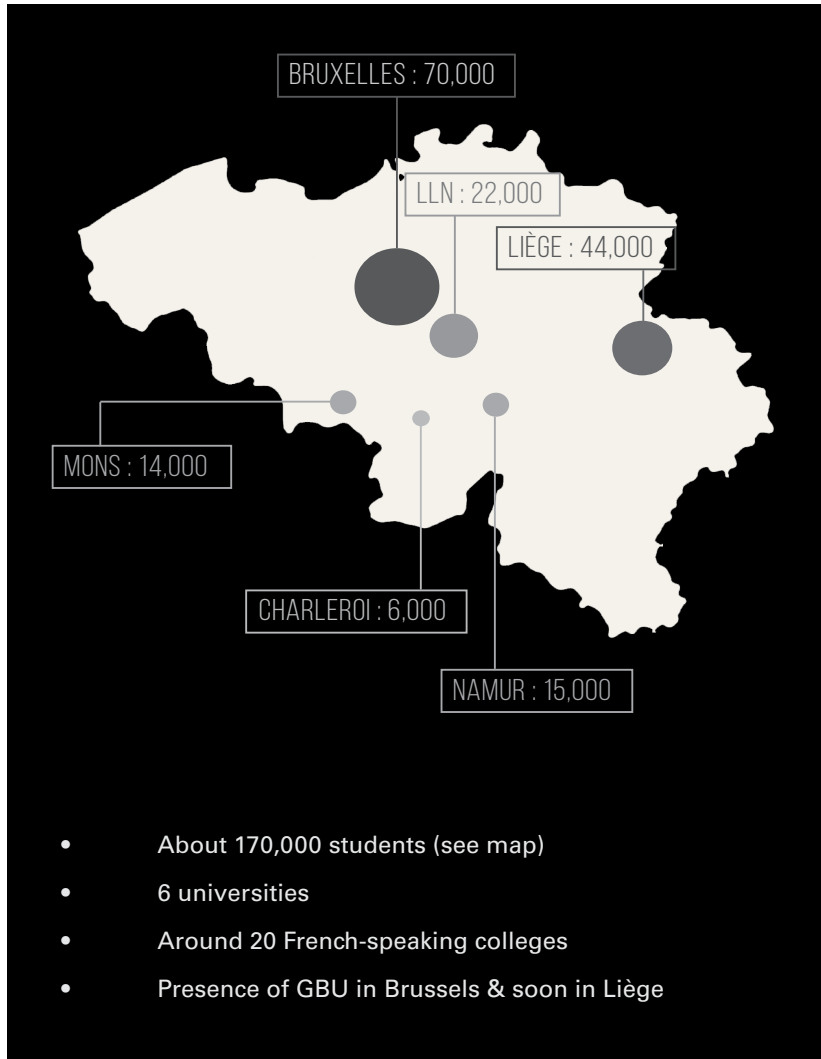 BRUXELLES : 70,000
LLN : 22,000
LIÈGE : 44,000
MONS : 14,000
CHARLEROI : 6,000
NAMUR : 15,000
• About 170,000 students (see map)
• 6 universities
• Around 20 French-speaking colleges
• Presence of GBU in Brussels & soon in Liège